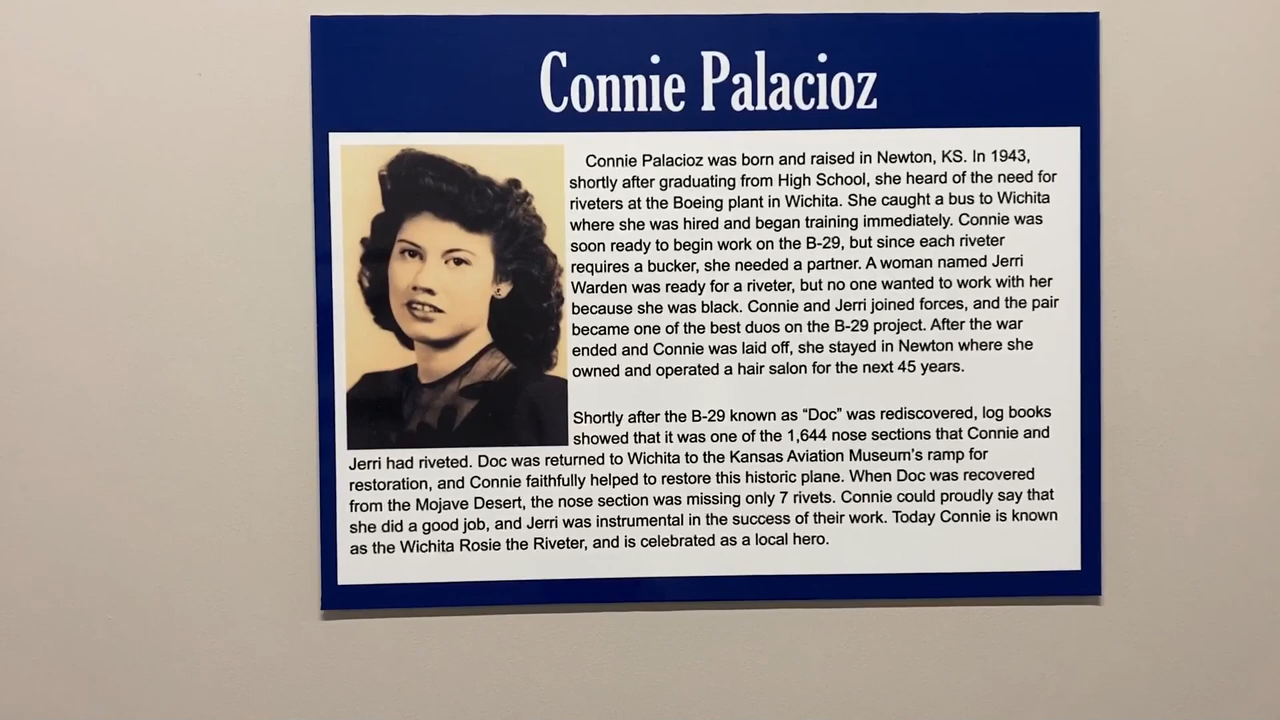 Connie Palacioz
Connie Palacioz was born and raised in Newton, KS. In 1943,
shortly after graduating from High School, she heard of the need for
riveters at the Boeing plant in Wichita. She caught a bus to Wichita
where she was hired and began training immediately. Connie was
soon ready to begin work on the B-29, but since each riveter
requires a bucker, she needed a partner. A woman named Jerri
Warden was ready for a riveter, but no one wanted to work with her
because she was black. Connie and Jerri joined forces, and the pair
became one of the best duos on the B-29 project. After the war
ended and Connie was laid off, she stayed in Newton where she
owned and operated a hair salon for the next 45 years.
Shortly after the B-29 known as “Doc” was rediscovered, log books
showed that it was one of the 1,644 nose sections that Connie and
Jerri had riveted. Doc was returned to Wichita to the Kansas Aviation Museum's ramp for
restoration, and Connie faithfully helped to restore this historic plane. When Doc was recovered
from the Mojave Desert, the nose section was missing only 7 rivets. Connie could proudly say that
she did a good job, and Jerri was instrumental in the success of their work. Today Connie is known
as the Wichita Rosie the Riveter, and is celebrated as a local hero.